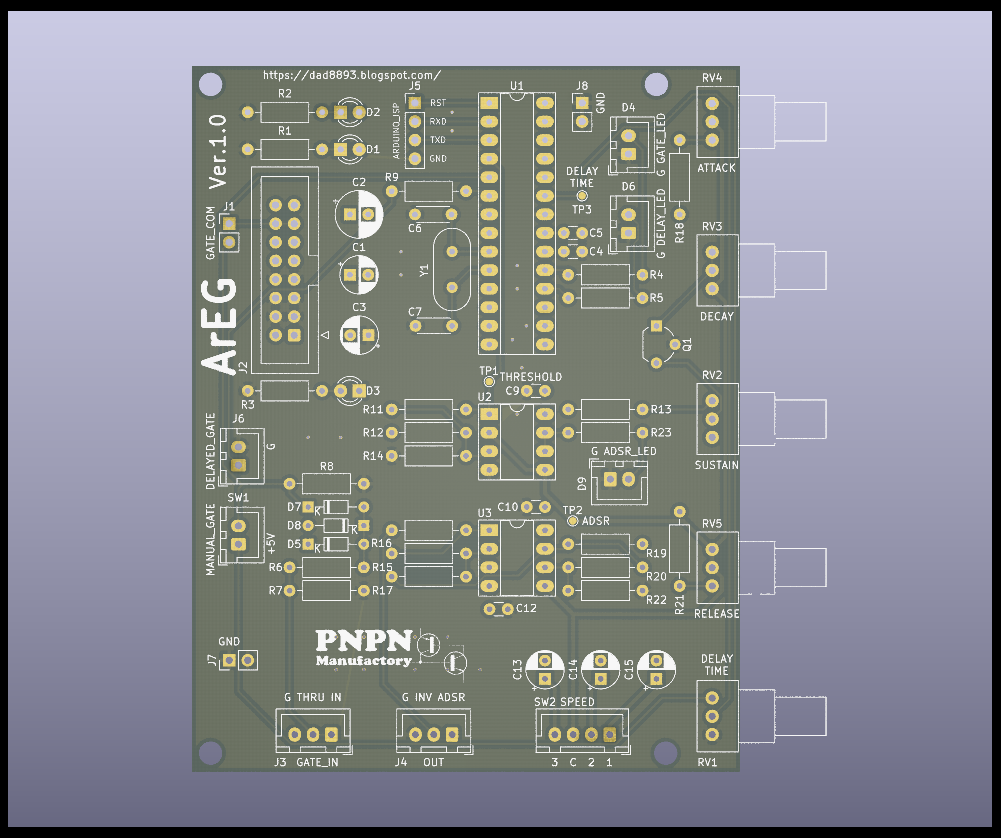 https://dad8893.blogspot.com/
R2
D2
R1
D1
Ver.1.0
J5
ARDUINO_ISP
RST
RXD
TXD
GND
U1
J8
GND
D4
G GATE_LED
RV4
ATTACK
DELAY
TIME
TP3
R9
C2
C6
J1
GATE_COM
D6
G DELAY_LED
R18
RV3
DECAY
C5
C4
R4
R5
C1
Y1
C3
C7
ArEG
J2
Q1
TP1
THRESHOLD
C9
U2
R3
D3
RV2
SUSTAIN
R11
R12
R14
R13
R23
J6
DELAYED_GATE
G
G ADSR_LED
D9
R8
SW1
MANUAL_GATE
+5V
D7
K
D8
K
D5
K
R16
R15
R17
R6
R7
C10
U3
TP2
ADSR
R19
R20
R22
R21
RV5
RELEASE
C12
GND
J7
PNPN
Manufactory
C13
C14
C15
DELAY
TIME
G THRU IN
J3 GATE_IN
G INV ADSR
J4 OUT
SW2 SPEED
3 C 2 1
RV1